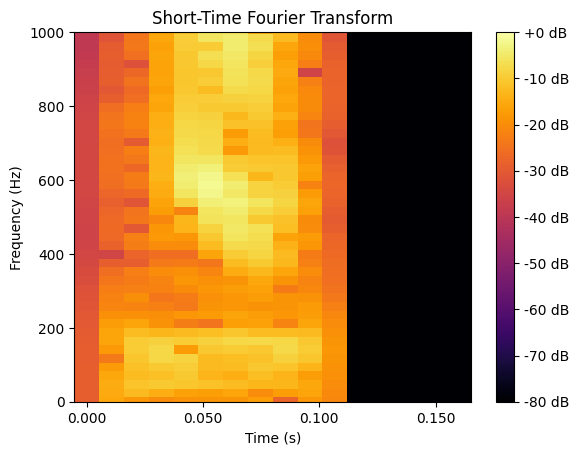 Short-Time Fourier Transform
1000
800
600
400
200
0
Frequency (Hz)
0.000
0.050
0.100
0.150
Time (s)
+0 dB
-10 dB
-20 dB
-30 dB
-40 dB
-50 dB
-60 dB
-70 dB
-80 dB